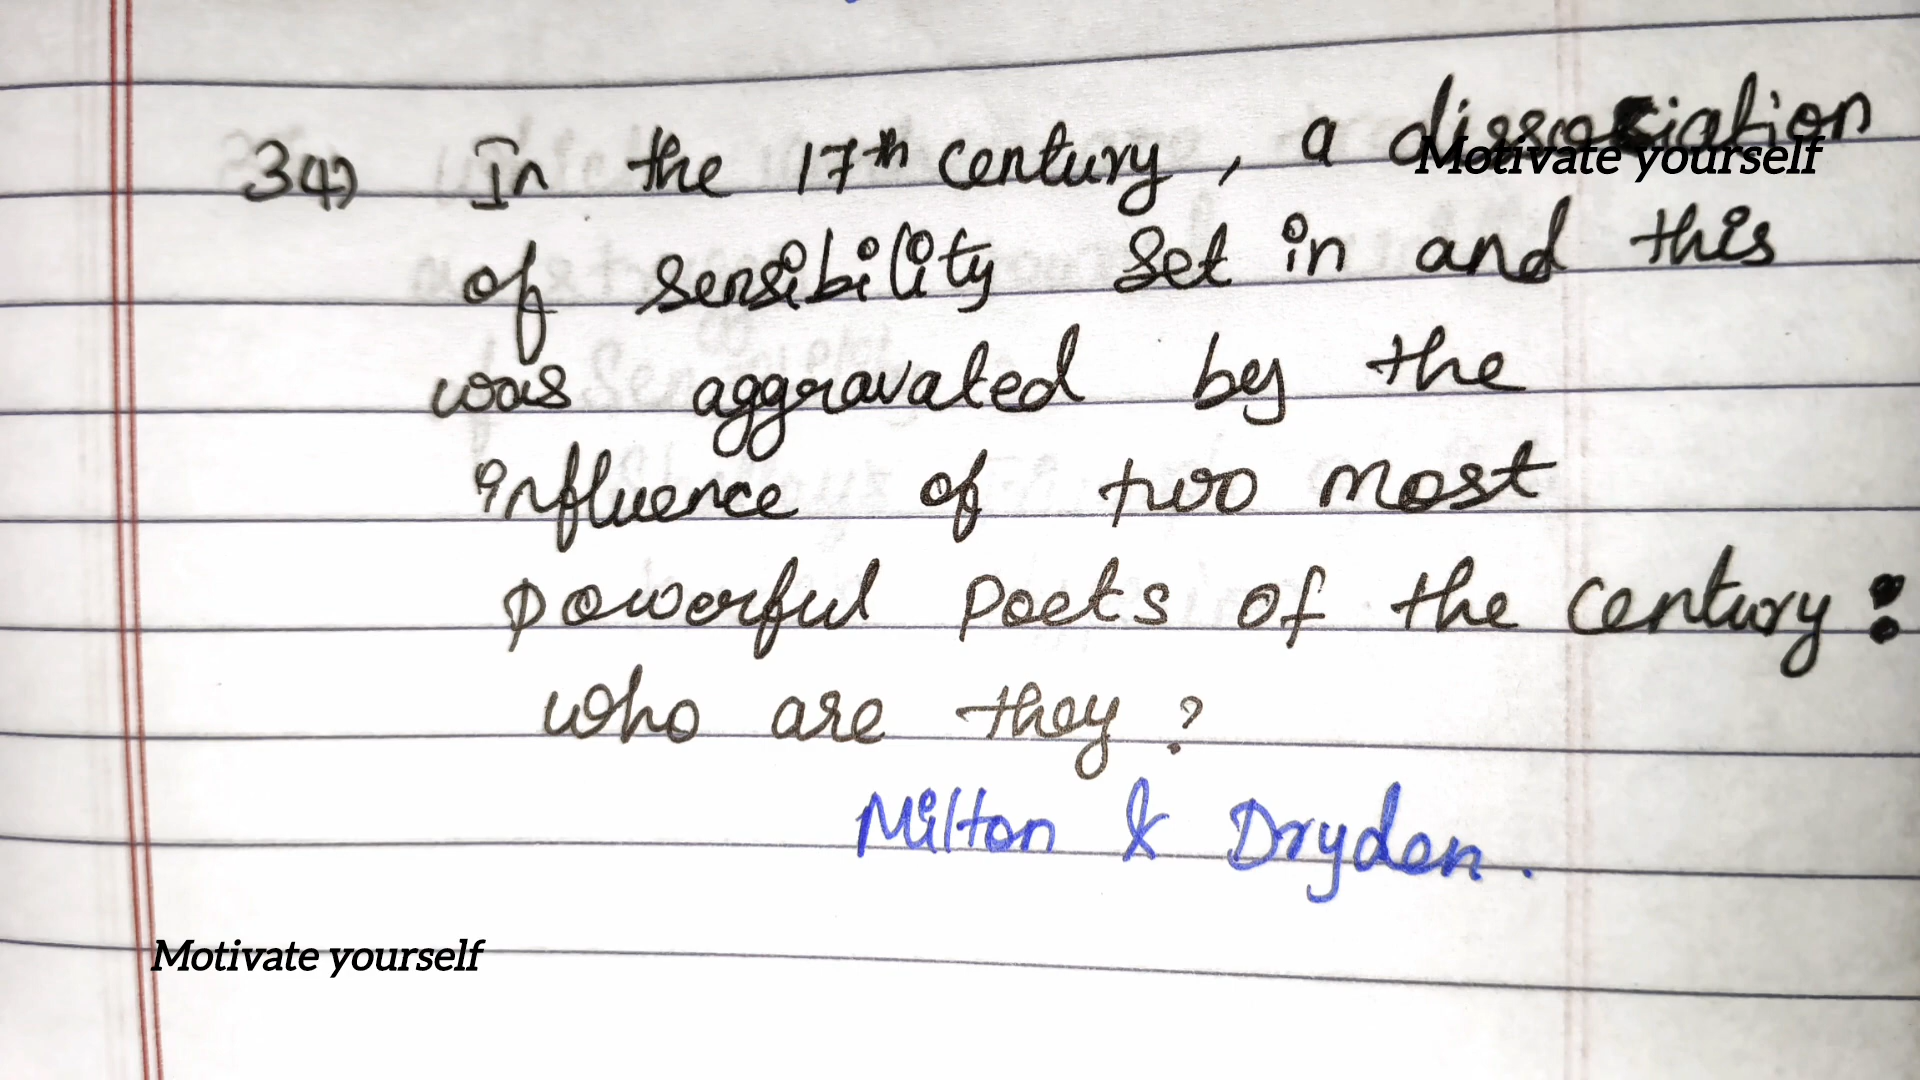 34) In the 17th century, a dissociation
Motivate yourself
of sensibility set in and this
was aggravated by the
influence of two most
powerful poets of the century:
who are they?
Milton & Dryden.
Motivate yourself